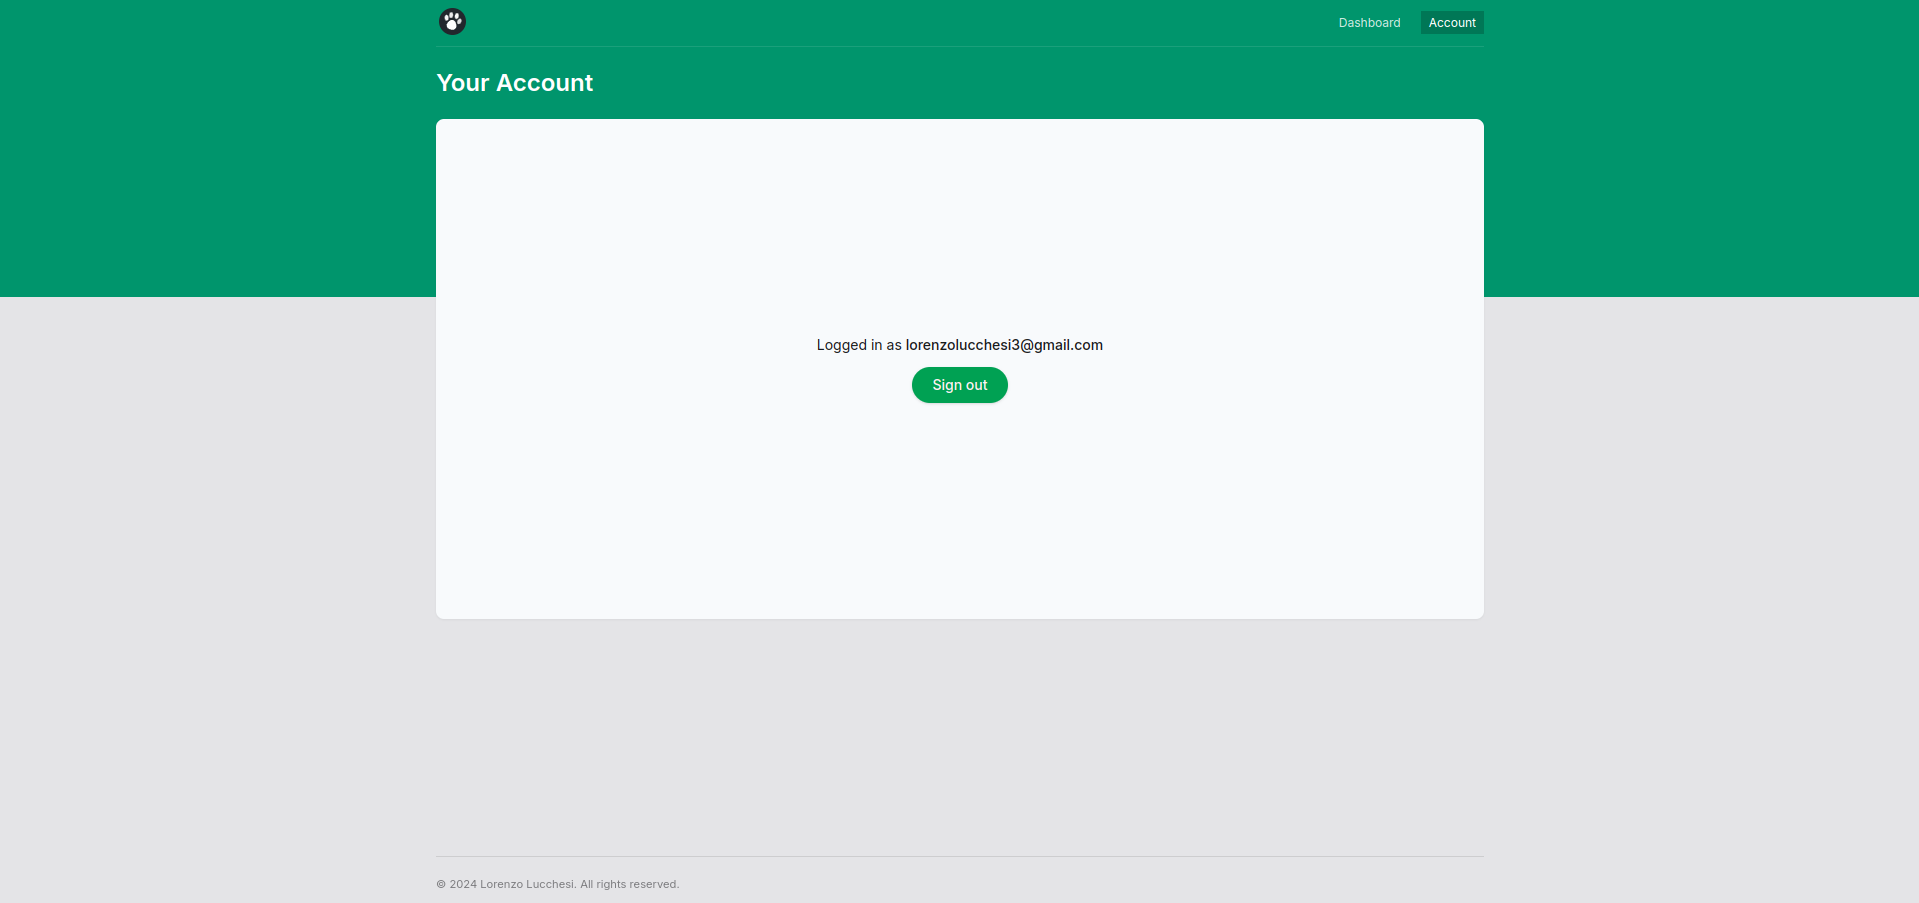 Dashboard
Account
Your Account
Logged in as lorenzolucchesi3@gmail.com
Sign out
© 2024 Lorenzo Lucchesi. All rights reserved.